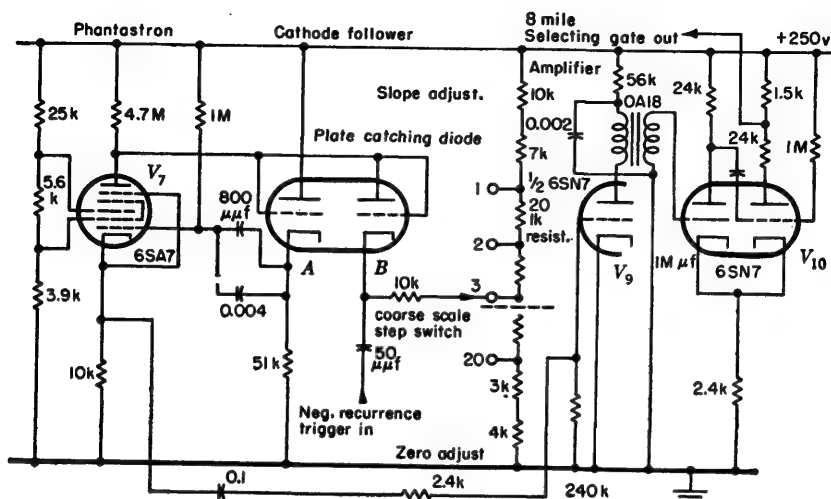 8 mile
Selecting gate out
+250v
Phantastron
Cathode follower
Amplifier
56k
24k
1.5k
25k
4.7M
1M
Slope adjust.
10k
0A18
0.002
24k
1M
Plate catching diode
7k
V7
5.6
k
800
μμf
1
½ 6SN7
20
1k
resist.
2
6SA7
A
B
3
V9
1M μf
6SN7
V10
3.9k
0.004
10k
coarse scale
step switch
10k
51k
50
μμf
20
3k
2.4k
Neg. recurrence
trigger in
4k
Zero adjust
0.1
2.4k
240k